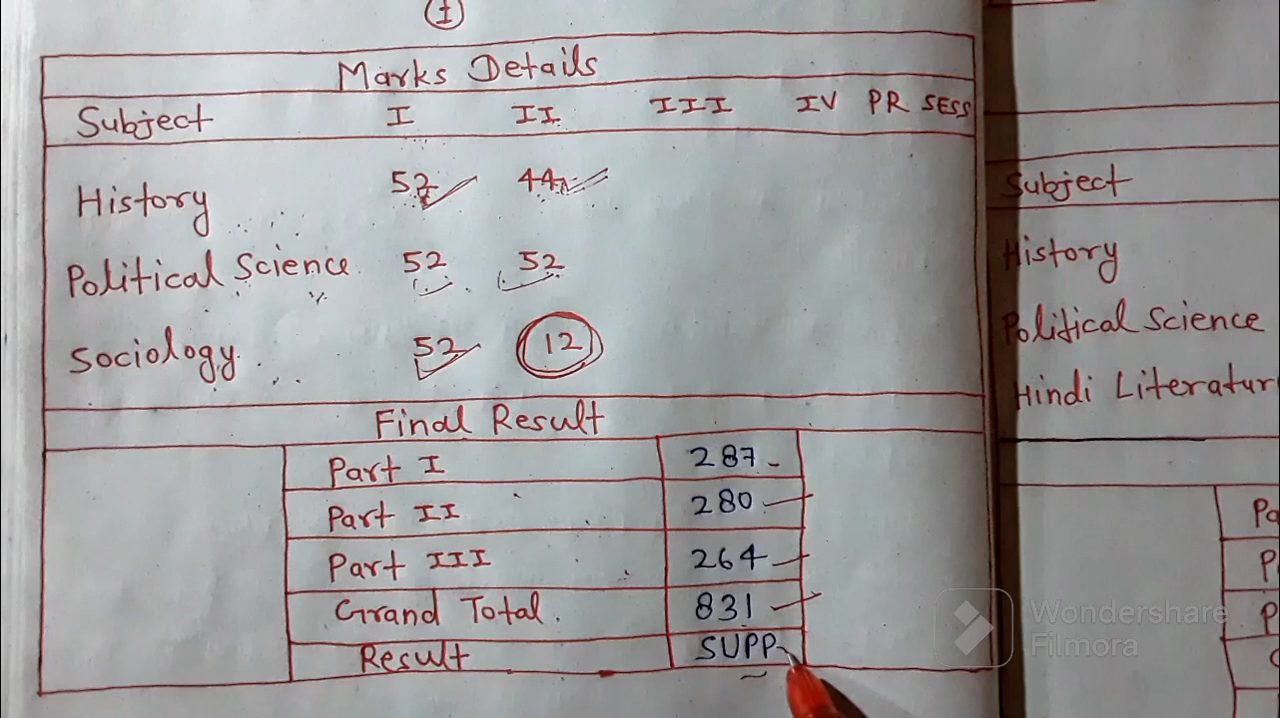 I
Marks Details
Subject I II III IV PR SESS
History 52 44
Political Science 52 52
Sociology 52 12
Final Result
Part I 287
Part II 280
Part III 264
Grand Total 831
Result SUPP
Subject
History
Political Science
Hindi Literatur
Pa
P
P
Wondershare
Filmora